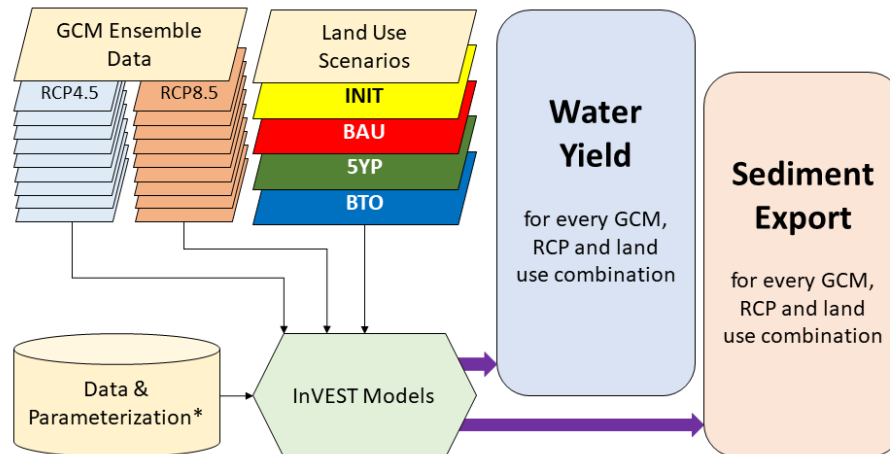 GCM Ensemble
Data
RCP4.5
RCP8.5
Land Use
Scenarios
INIT
BAU
5YP
BTO
Data &
Parameterization*
InVEST Models
Water
Yield
for every GCM,
RCP and land
use combination
Sediment
Export
for every GCM,
RCP and land
use combination